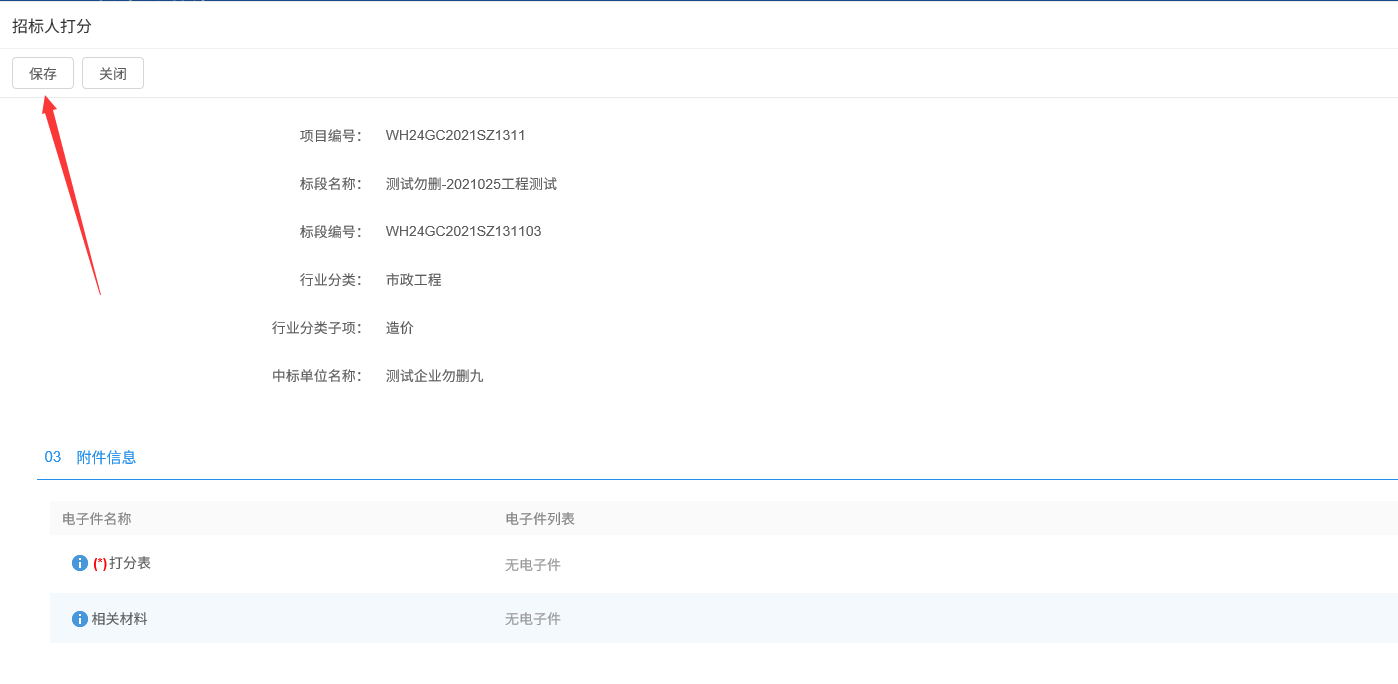 招标人打分
保存 关闭
项目编号： WH24GC2021SZ1311
标段名称： 测试勿删-2021025工程测试
标段编号： WH24GC2021SZ131103
行业分类： 市政工程
行业分类子项： 造价
中标单位名称： 测试企业勿删九
03 附件信息
电子件名称 电子件列表
(*)打分表 无电子件
相关材料 无电子件